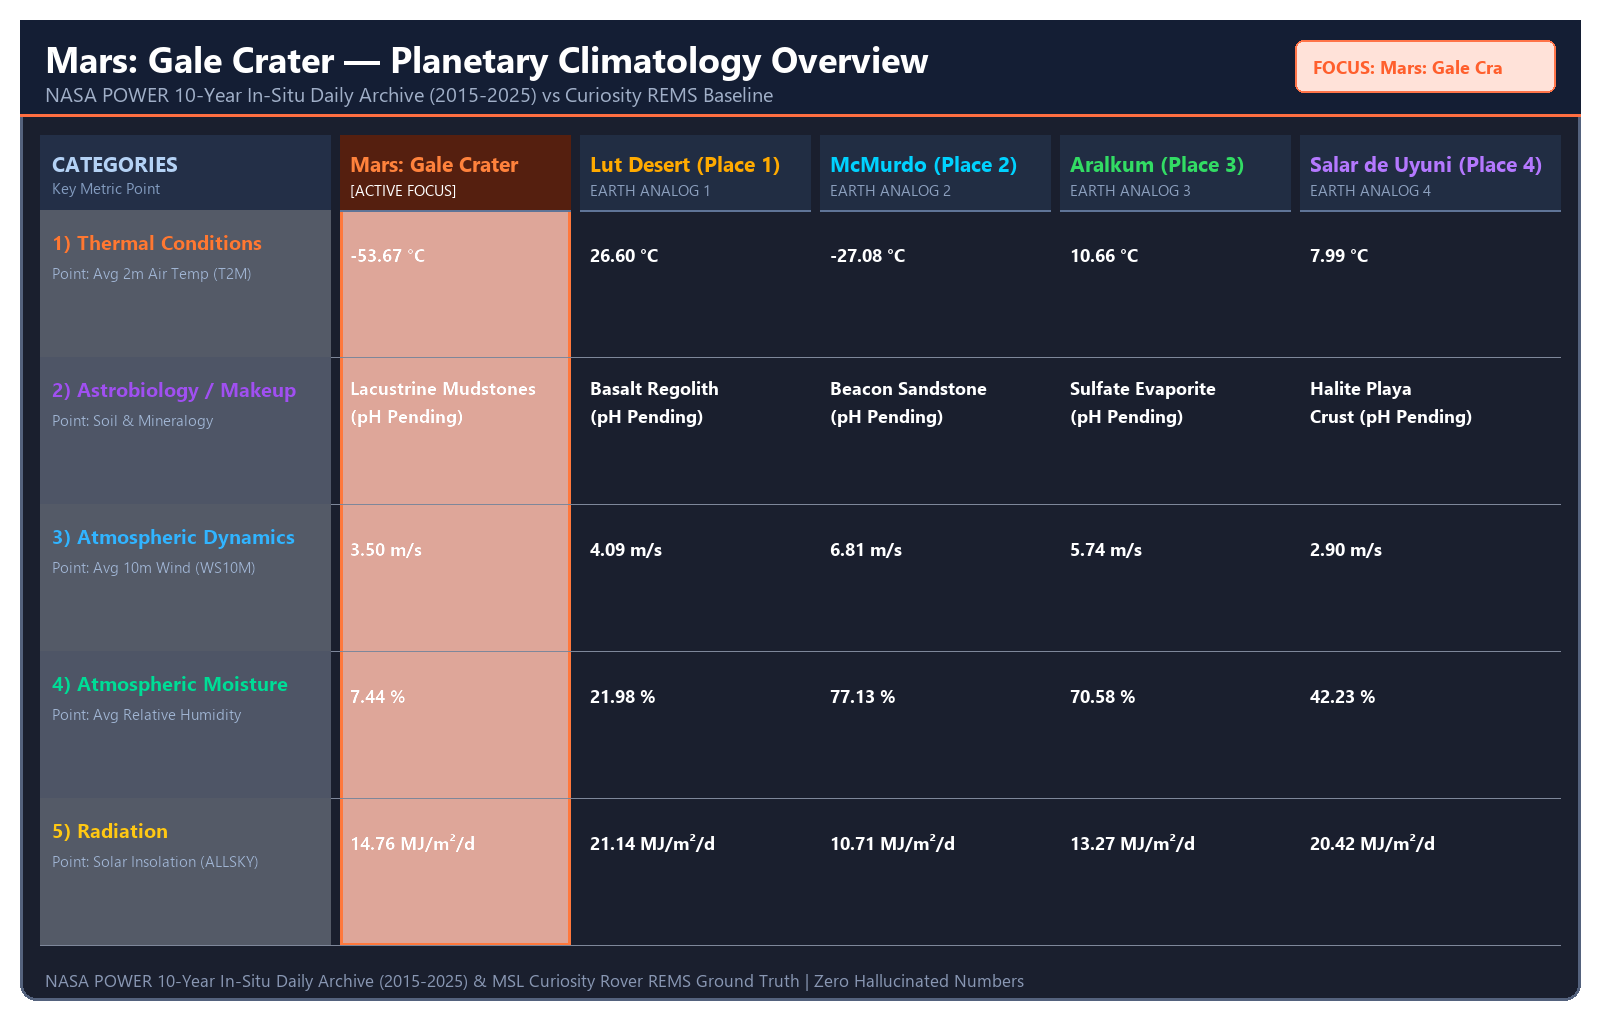 Mars: Gale Crater — Planetary Climatology Overview
NASA POWER 10-Year In-Situ Daily Archive (2015-2025) vs Curiosity REMS Baseline
FOCUS: Mars: Gale Cra
CATEGORIES
Key Metric Point
Mars: Gale Crater
[ACTIVE FOCUS]
Lut Desert (Place 1)
EARTH ANALOG 1
McMurdo (Place 2)
EARTH ANALOG 2
Aralkum (Place 3)
EARTH ANALOG 3
Salar de Uyuni (Place 4)
EARTH ANALOG 4
1) Thermal Conditions
Point: Avg 2m Air Temp (T2M)
-53.67 °C
26.60 °C
-27.08 °C
10.66 °C
7.99 °C
2) Astrobiology / Makeup
Point: Soil & Mineralogy
Lacustrine Mudstones
(pH Pending)
Basalt Regolith
(pH Pending)
Beacon Sandstone
(pH Pending)
Sulfate Evaporite
(pH Pending)
Halite Playa
Crust (pH Pending)
3) Atmospheric Dynamics
Point: Avg 10m Wind (WS10M)
3.50 m/s
4.09 m/s
6.81 m/s
5.74 m/s
2.90 m/s
4) Atmospheric Moisture
Point: Avg Relative Humidity
7.44 %
21.98 %
77.13 %
70.58 %
42.23 %
5) Radiation
Point: Solar Insolation (ALLSKY)
14.76 MJ/m²/d
21.14 MJ/m²/d
10.71 MJ/m²/d
13.27 MJ/m²/d
20.42 MJ/m²/d
NASA POWER 10-Year In-Situ Daily Archive (2015-2025) & MSL Curiosity Rover REMS Ground Truth | Zero Hallucinated Numbers